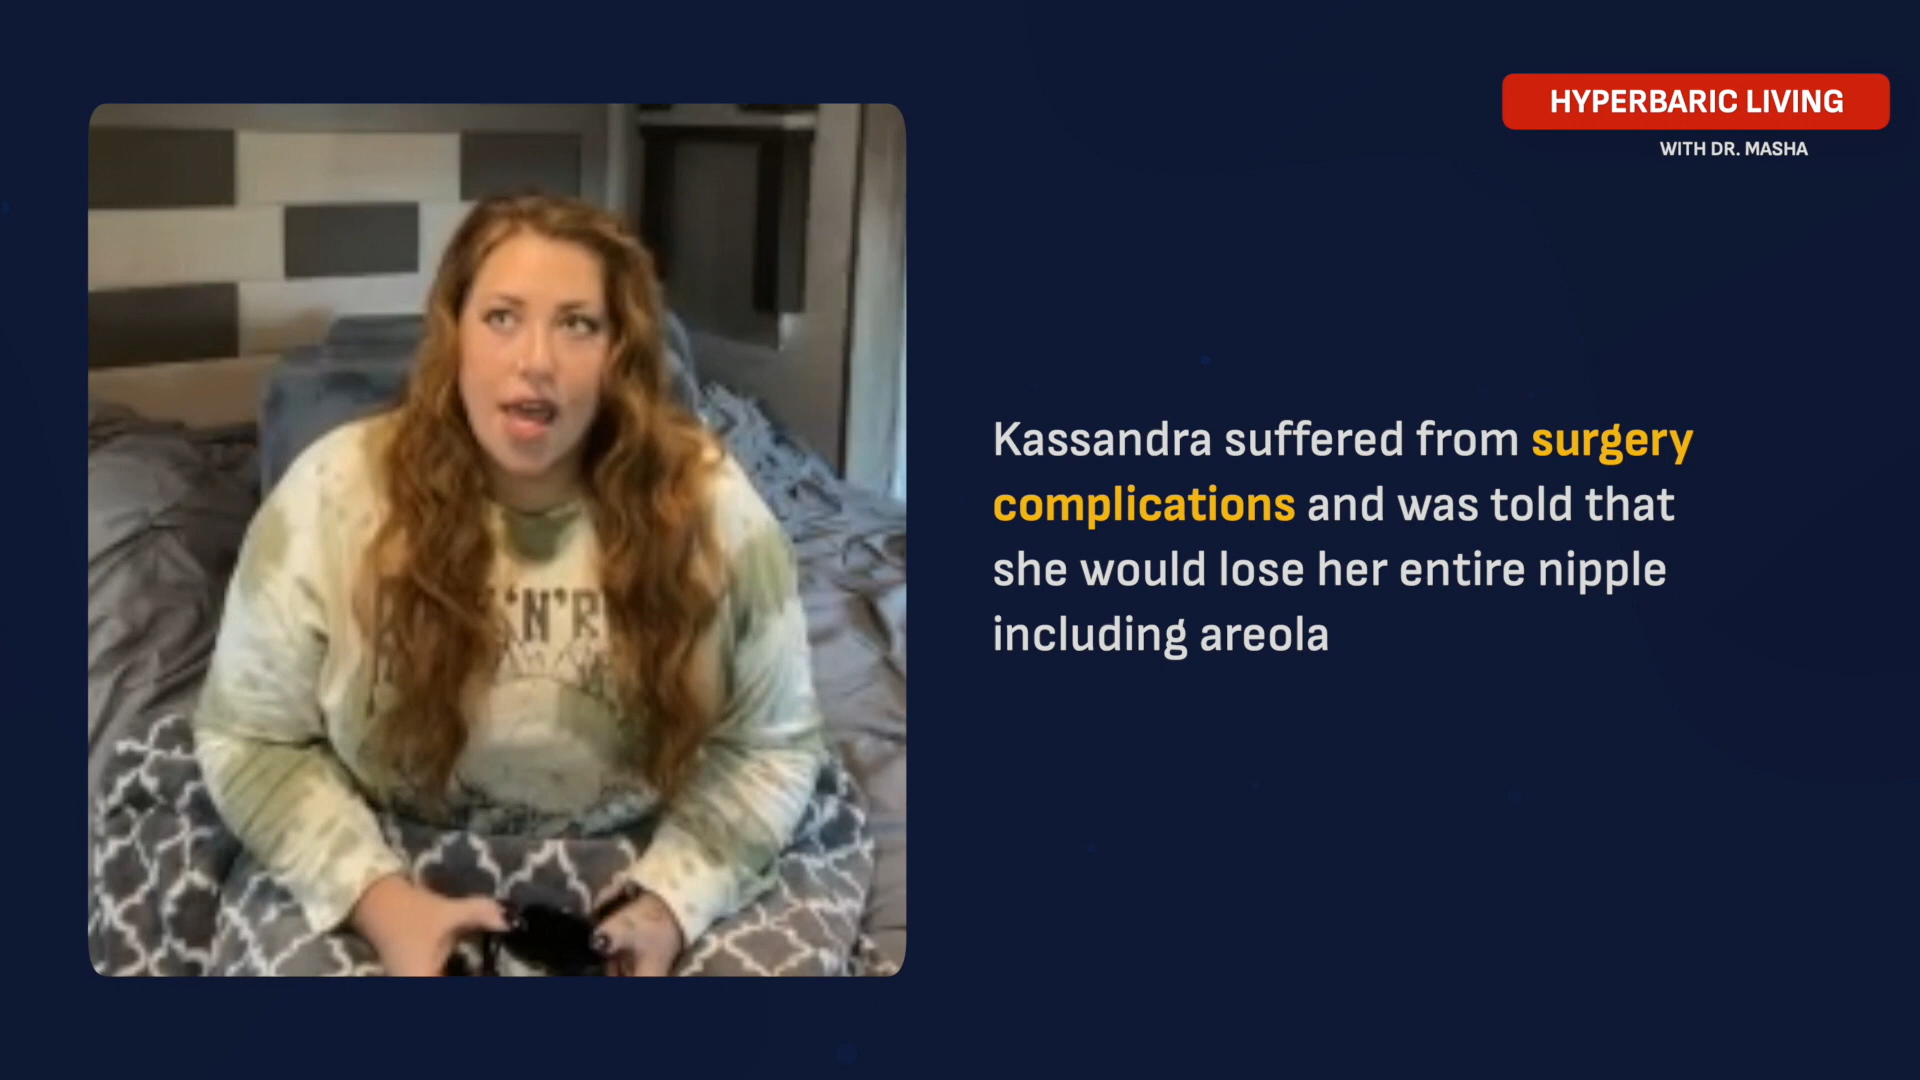 HYPERBARIC LIVING
WITH DR. MASHA
Kassandra suffered from surgery
complications and was told that
she would lose her entire nipple
including areola